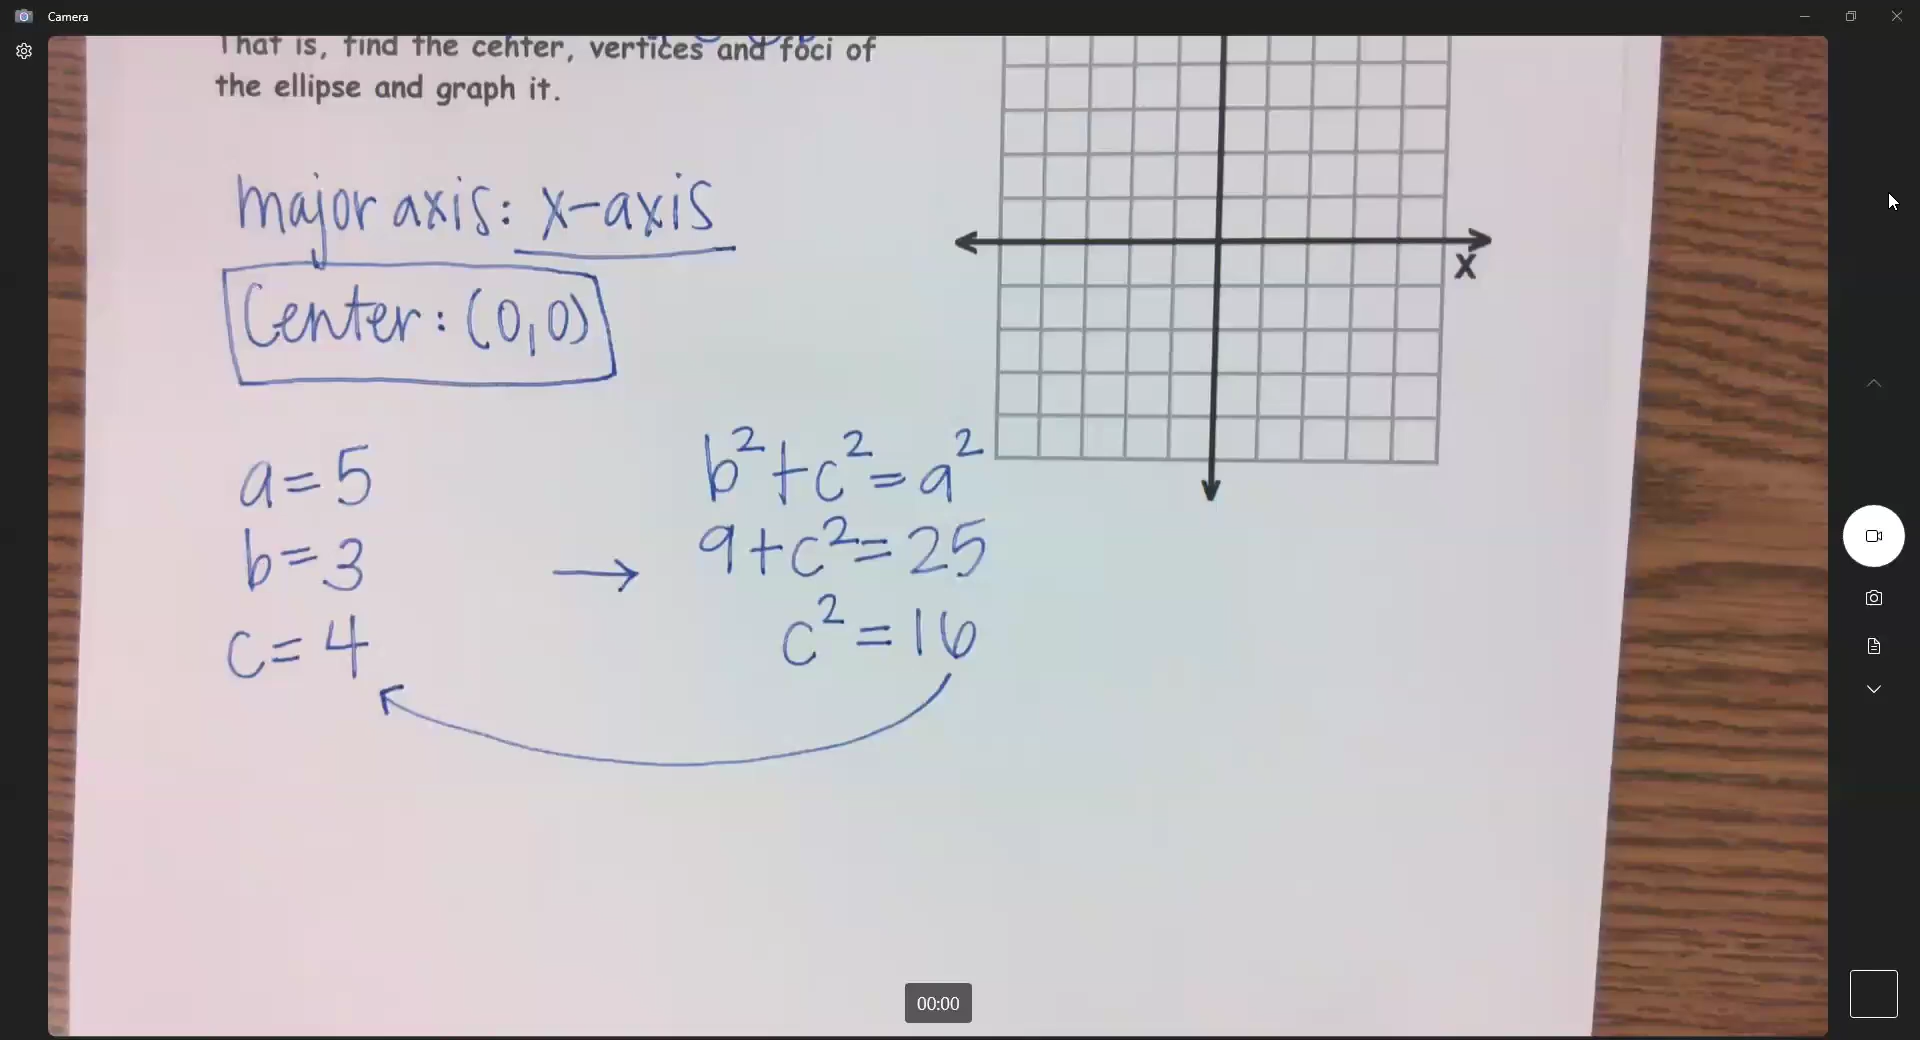 Camera
That is, find the center, vertices and foci of
the ellipse and graph it.
major axis: x-axis
Center: (0,0)
a=5
b=3
c=4
b²+c²=a²
9+c²=25
c²=16
x
00:00